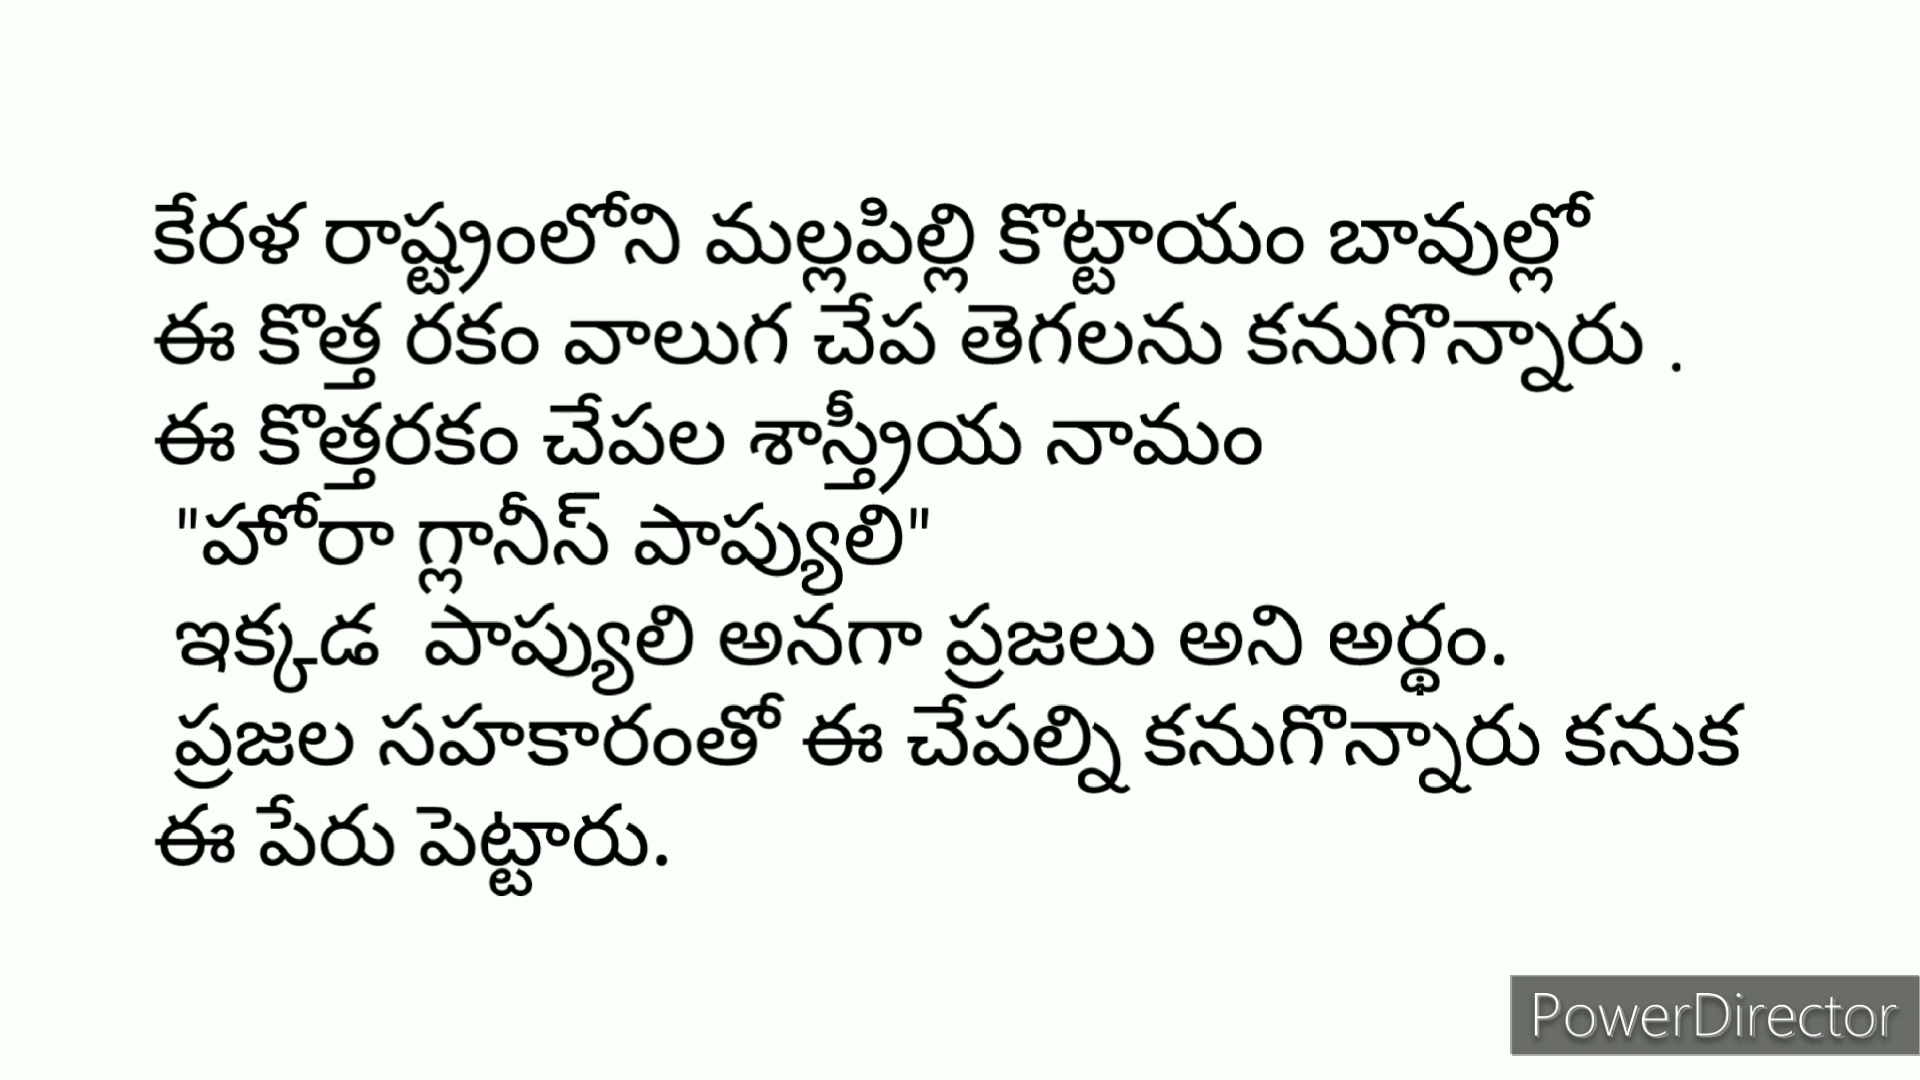 కేరళ రాష్ట్రంలోని మల్లపిల్లి కొట్టాయం బావుల్లో
ఈ కొత్త రకం వాలుగ చేప తెగలను కనుగొన్నారు .
ఈ కొత్తరకం చేపల శాస్త్రీయ నామం
"హోరా గ్లానీస్ పాప్యులి"
ఇక్కడ పాప్యులి అనగా ప్రజలు అని అర్థం.
ప్రజల సహకారంతో ఈ చేపల్ని కనుగొన్నారు కనుక
ఈ పేరు పెట్టారు.
PowerDirector